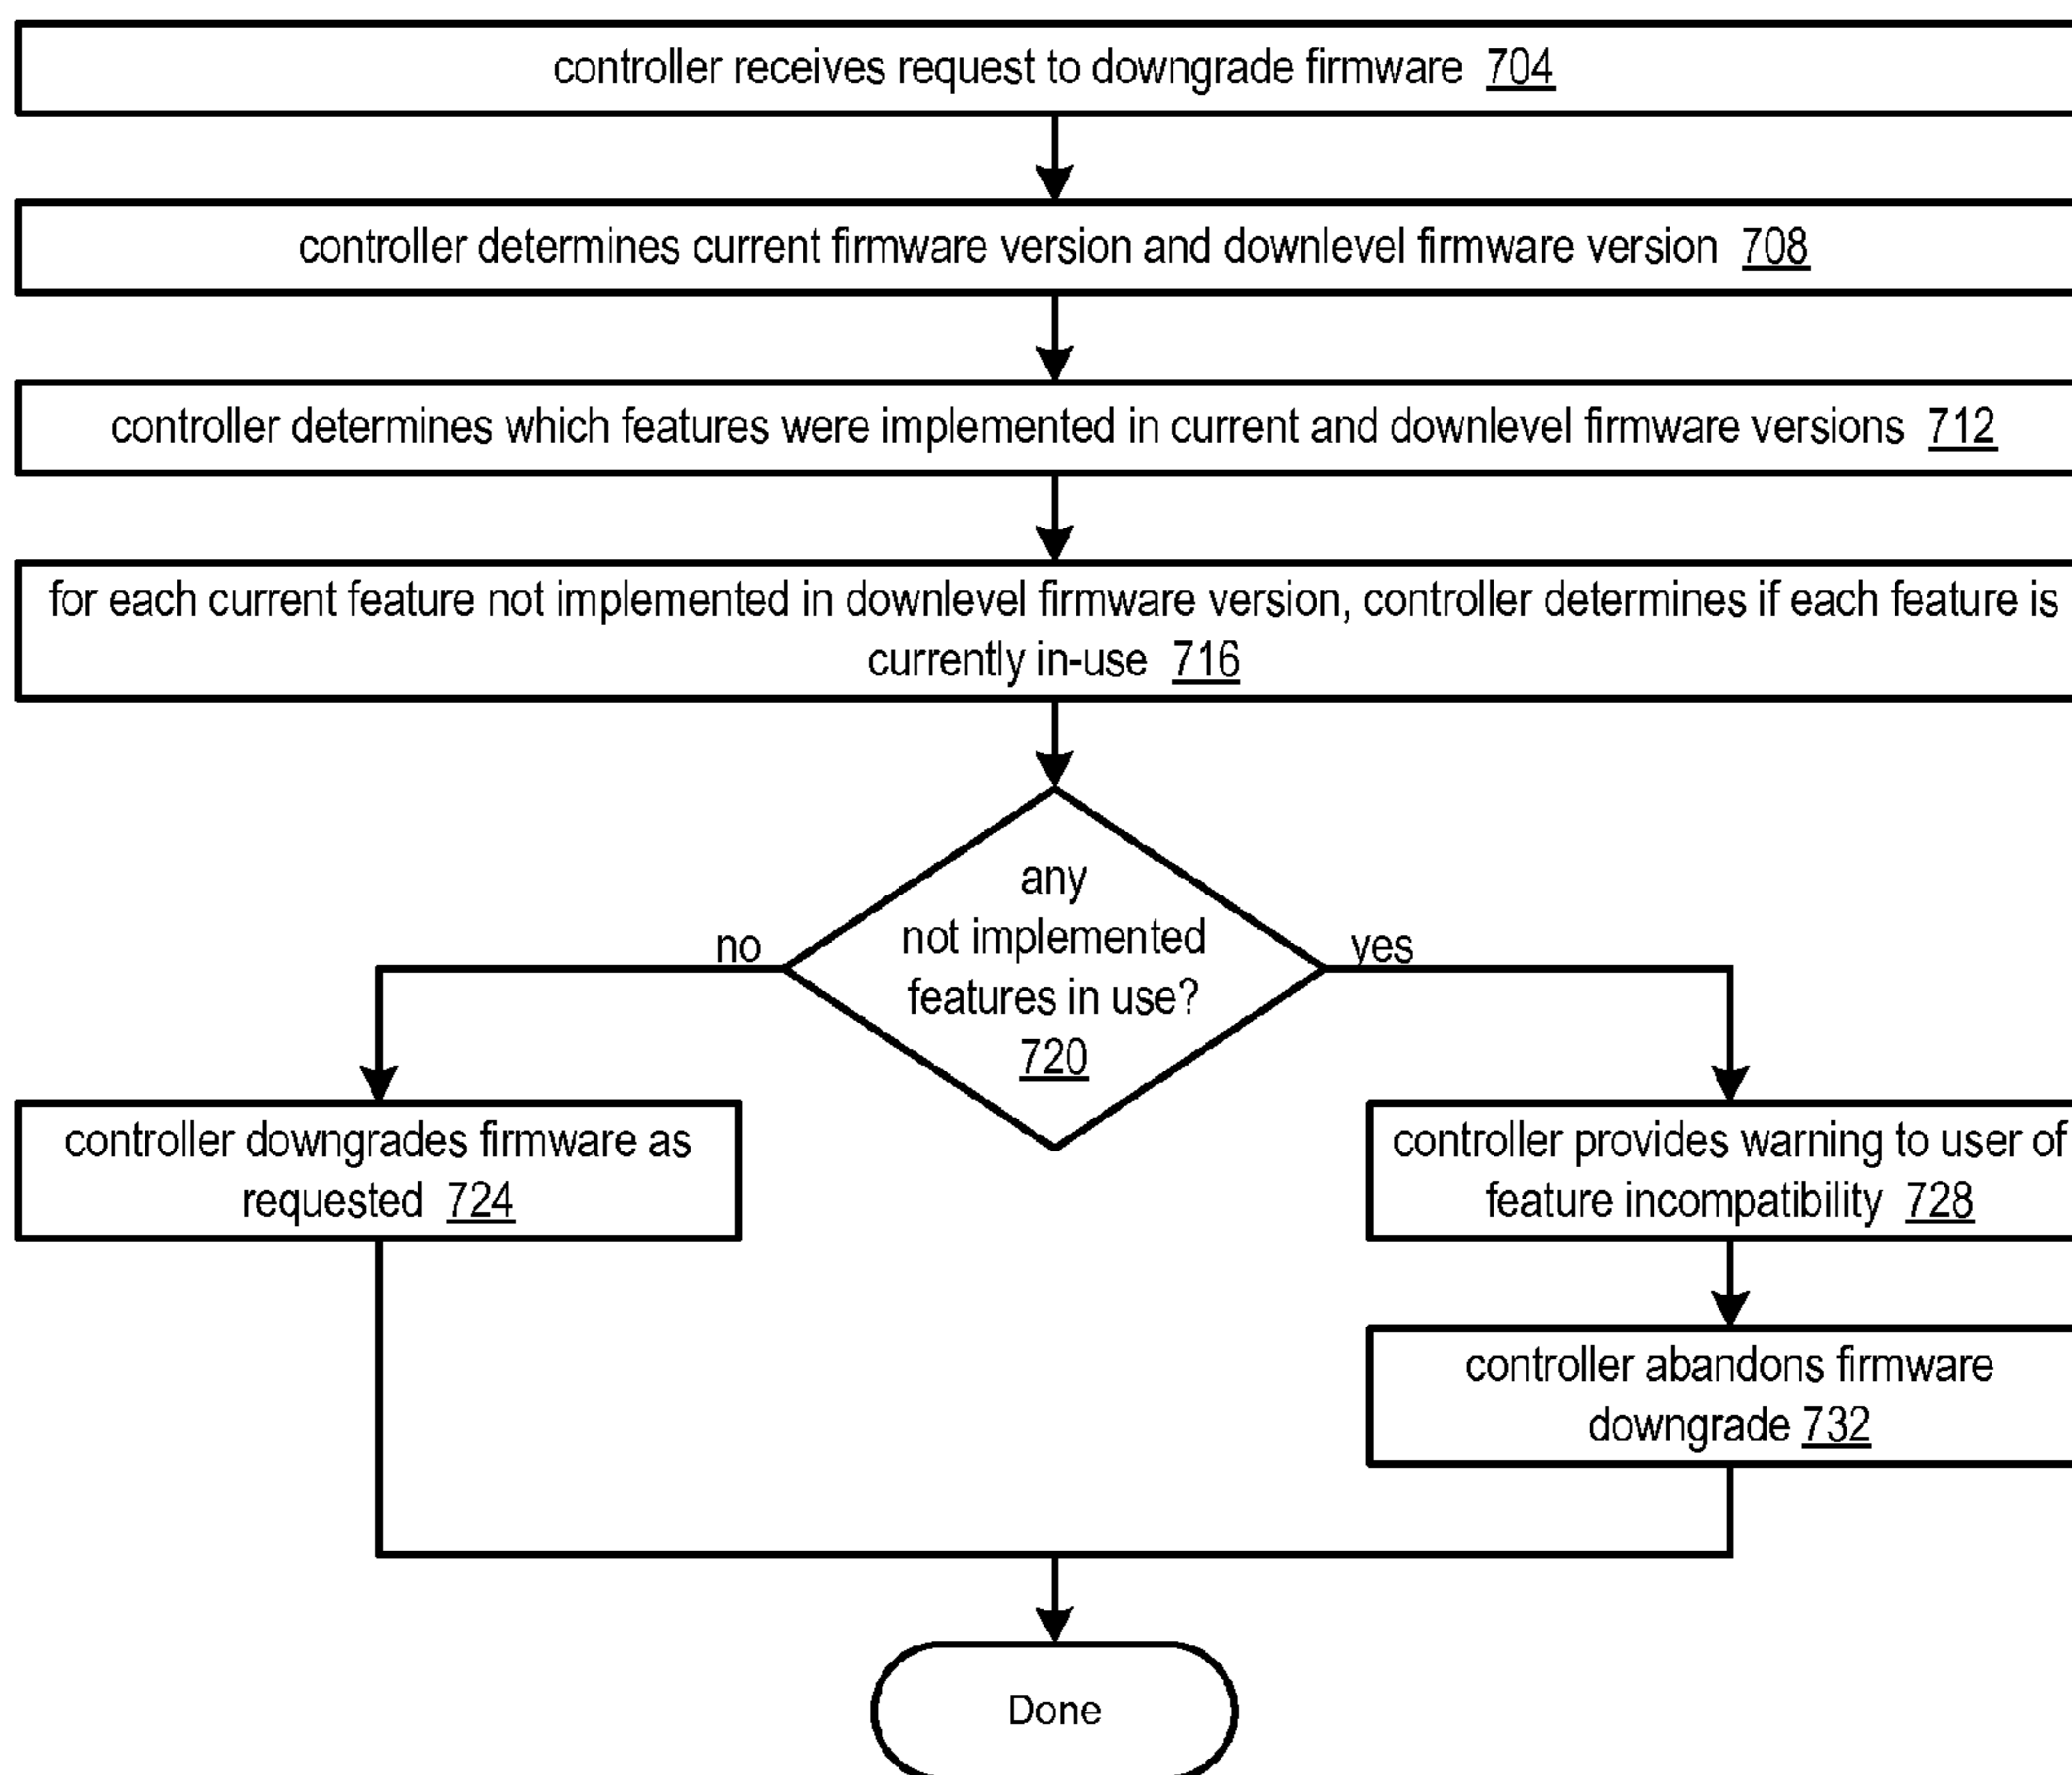 controller receives request to downgrade firmware 704
controller determines current firmware version and downlevel firmware version 708
controller determines which features were implemented in current and downlevel firmware versions 712
for each current feature not implemented in downlevel firmware version, controller determines if each feature is
currently in-use 716
any
not implemented
features in use?
720
no
yes
controller downgrades firmware as
requested 724
controller provides warning to user of
feature incompatibility 728
controller abandons firmware
downgrade 732
Done